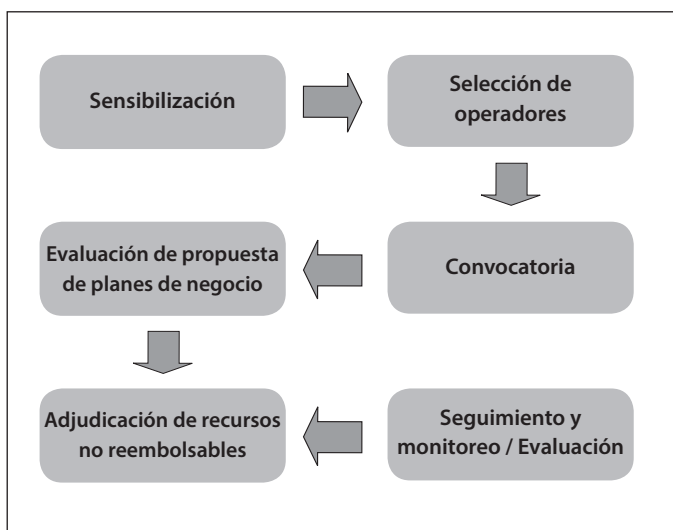 Sensibilización
Selección de
operadores
Evaluación de propuesta
de planes de negocio
Convocatoria
Adjudicación de recursos
no reembolsables
Seguimiento y
monitoreo / Evaluación